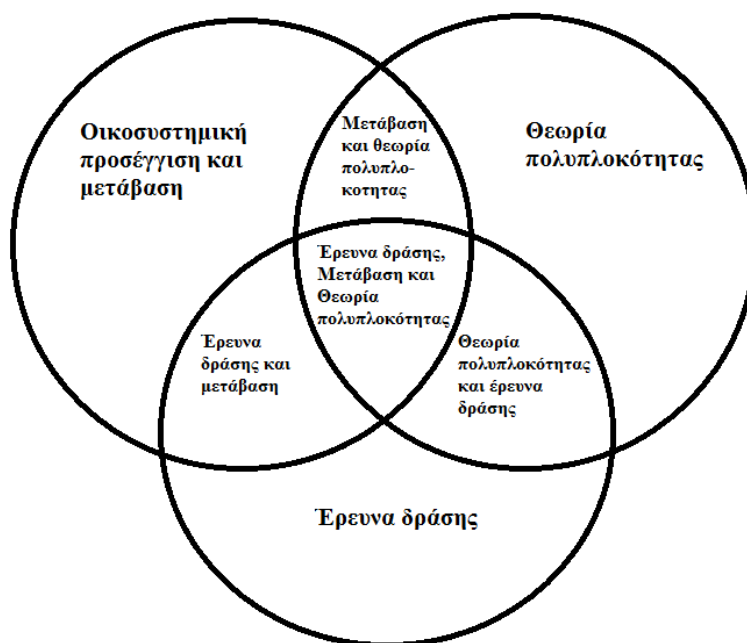 Οικοσυστημική
προσέγγιση και
μετάβαση
Μετάβαση
και θεωρία
πολυπλο-
κοτητας
Θεωρία
πολυπλοκότητας
Έρευνα δράσης,
Μετάβαση και
Θεωρία
πολυπλοκότητας
Έρευνα
δράσης και
μετάβαση
Θεωρία
πολυπλοκότητας
και έρευνα
δράσης
Έρευνα δράσης